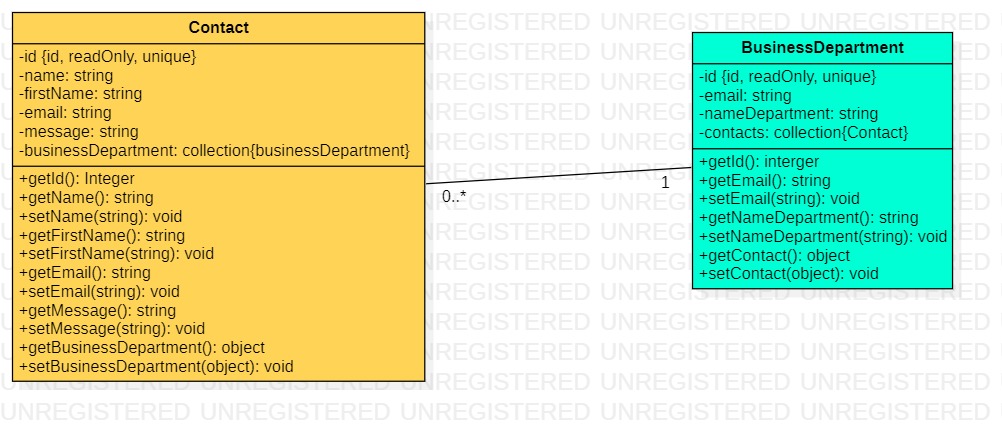 Contact
-id {id, readOnly, unique}
-name: string
-firstName: string
-email: string
-message: string
-businessDepartment: collection{businessDepartment}
+getId(): Integer
+getName(): string
+setName(string): void
+getFirstName(): string
+setFirstName(string): void
+getEmail(): string
+setEmail(string): void
+getMessage(): string
+setMessage(string): void
+getBusinessDepartment(): object
+setBusinessDepartment(object): void
0..*
1
BusinessDepartment
-id {id, readOnly, unique}
-email: string
-nameDepartment: string
-contacts: collection{Contact}
+getId(): interger
+getEmail(): string
+setEmail(string): void
+getNameDepartment(): string
+setNameDepartment(string): void
+getContact(): object
+setContact(object): void
UNREGISTERED UNREGISTERED UNREGISTERED UNREGISTERED UNREGISTERED